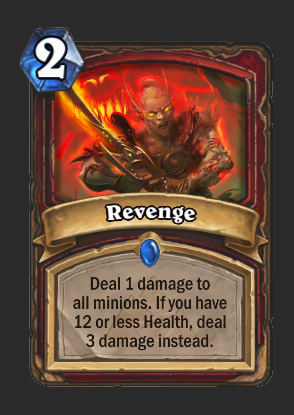 2
Revenge
Deal 1 damage to
all minions. If you have
12 or less Health, deal
3 damage instead.